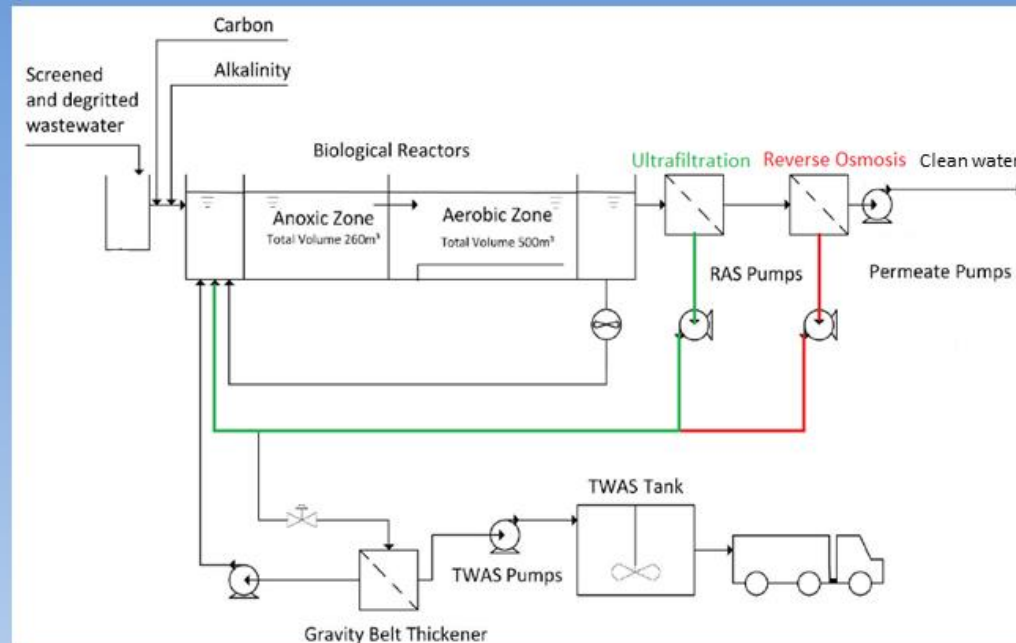 Carbon
Alkalinity
Screened
and degritted
wastewater
Biological Reactors
Ultrafiltration
Reverse Osmosis
Clean water
Anoxic Zone
Total Volume 260m³
Aerobic Zone
Total Volume 500m³
RAS Pumps
Permeate Pumps
TWAS Tank
TWAS Pumps
Gravity Belt Thickener